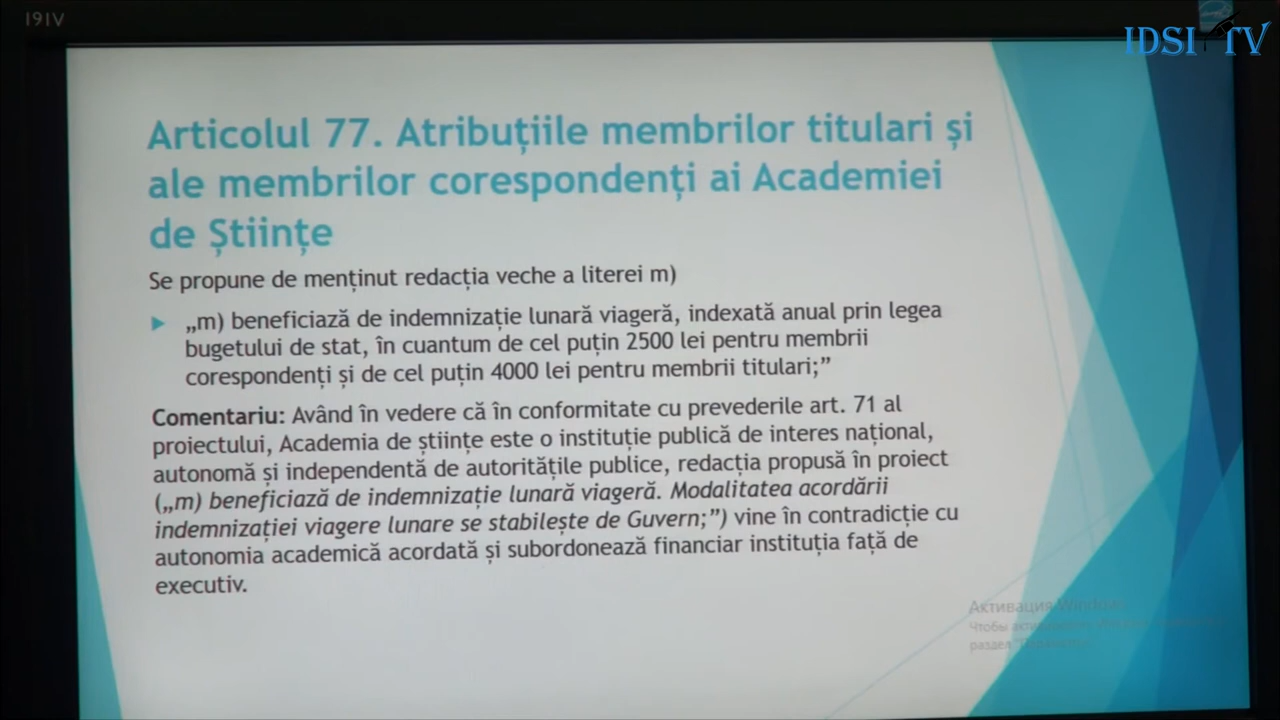 I9IV
IDSI TV
Articolul 77. Atribuțiile membrilor titulari și
ale membrilor corespondenți ai Academiei
de Științe
Se propune de menținut redacția veche a literei m)
„m) beneficiază de indemnizație lunară viageră, indexată anual prin legea
bugetului de stat, în cuantum de cel puțin 2500 lei pentru membrii
corespondenți și de cel puțin 4000 lei pentru membrii titulari;”
Comentariu: Având în vedere că în conformitate cu prevederile art. 71 al
proiectului, Academia de științe este o instituție publică de interes național,
autonomă și independentă de autoritățile publice, redacția propusă în proiect
(„m) beneficiază de indemnizație lunară viageră. Modalitatea acordării
indemnizației viagere lunare se stabilește de Guvern;”) vine în contradicție cu
autonomia academică acordată și subordonează financiar instituția față de
executiv.
Активация Windows
Чтобы
раздел